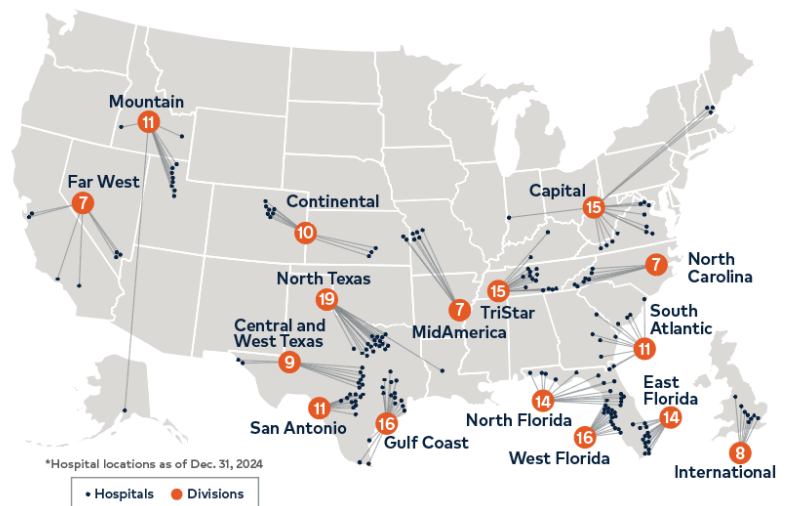 Mountain
11
Far West
7
Continental
10
Capital
15
North
Carolina
7
North Texas
19
TriStar
15
MidAmerica
7
South
Atlantic
11
Central and
West Texas
9
San Antonio
11
Gulf Coast
16
North Florida
14
East
Florida
14
West Florida
16
International
8
*Hospital locations as of Dec. 31, 2024
Hospitals
Divisions